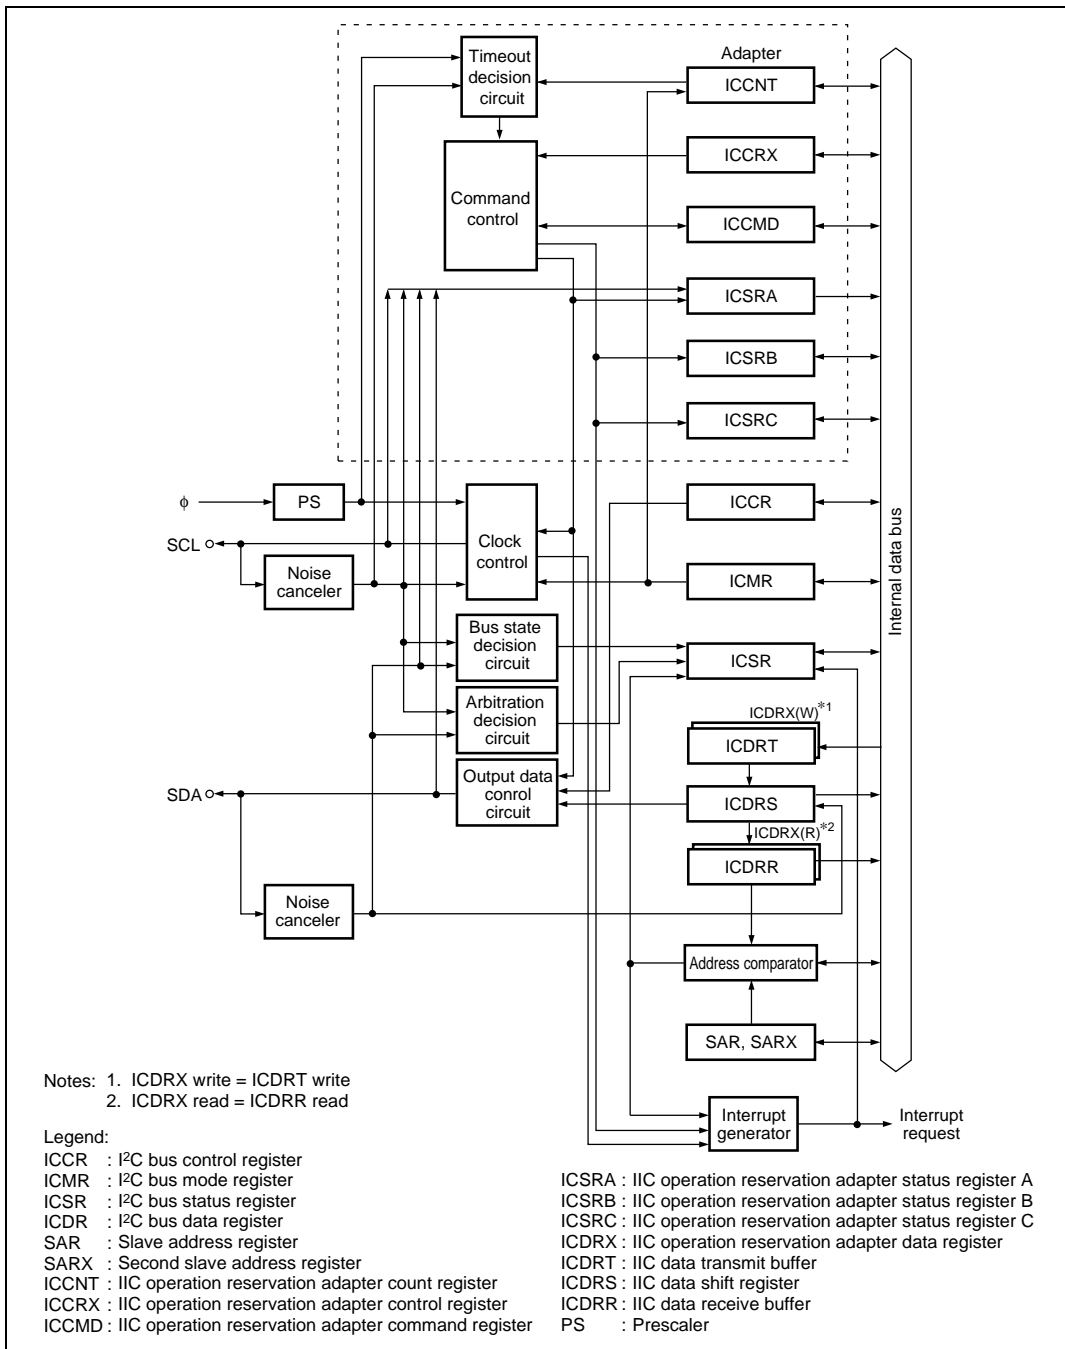 Timeout
decision
circuit
Adapter
ICCNT
ICCRX
Command
control
ICCMD
ICSRA
ICSRB
ICSRC
ϕ
PS
ICCR
SCL
Clock
control
Noise
canceler
ICMR
Internal data bus
Bus state
decision
circuit
ICSR
Arbitration
decision
circuit
ICDRX(W)*1
ICDRT
SDA
Output data
conrol
circuit
ICDRS
ICDRX(R)*2
ICDRR
Noise
canceler
Address comparator
SAR, SARX
Interrupt
generator
Interrupt
request
Notes: 1. ICDRX write = ICDRT write
2. ICDRX read = ICDRR read
Legend:
ICCR : I2C bus control register
ICMR : I2C bus mode register
ICSR : I2C bus status register
ICDR : I2C bus data register
SAR : Slave address register
SARX : Second slave address register
ICCNT : IIC operation reservation adapter count register
ICCRX : IIC operation reservation adapter control register
ICCMD : IIC operation reservation adapter command register
ICSRA : IIC operation reservation adapter status register A
ICSRB : IIC operation reservation adapter status register B
ICSRC : IIC operation reservation adapter status register C
ICDRX : IIC operation reservation adapter data register
ICDRT : IIC data transmit buffer
ICDRS : IIC data shift register
ICDRR : IIC data receive buffer
PS : Prescaler